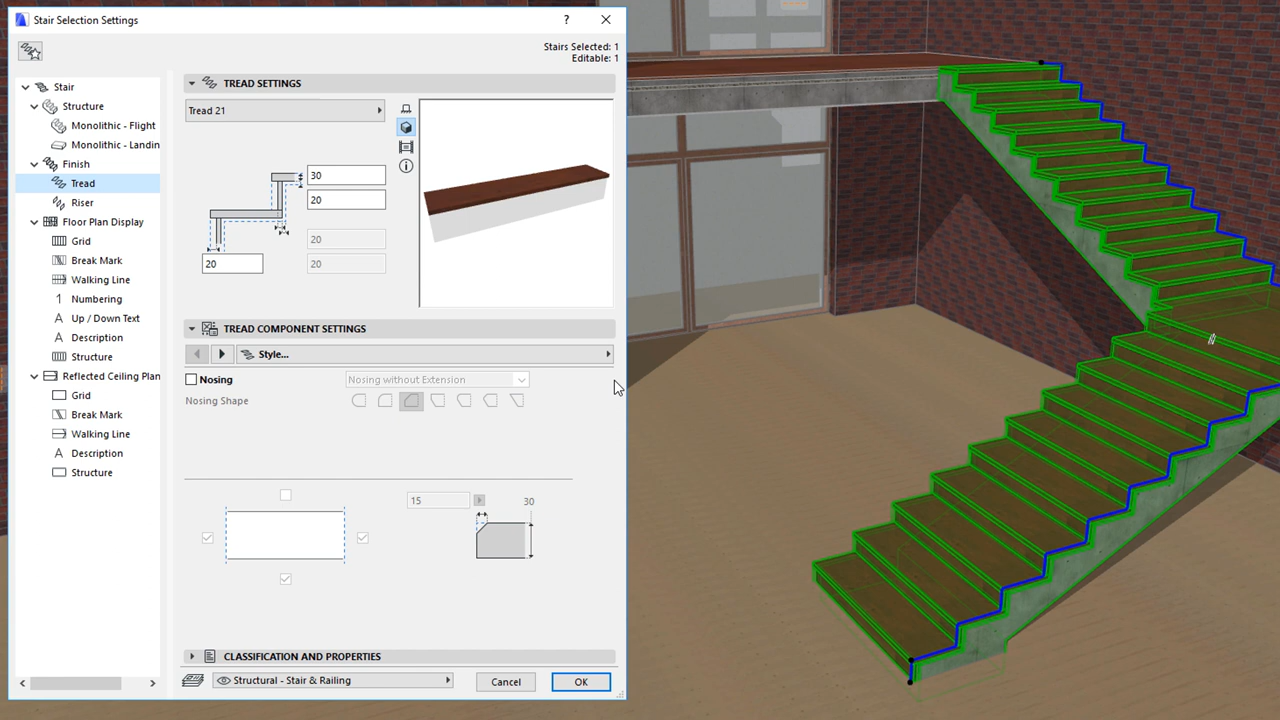 Stair Selection Settings
?
Stairs Selected: 1
Editable: 1
Stair
Structure
Monolithic - Flight
Monolithic - Landin
Finish
Tread
Riser
Floor Plan Display
Grid
Break Mark
Walking Line
1 Numbering
A Up / Down Text
A Description
Structure
Reflected Ceiling Plan
Grid
Break Mark
Walking Line
A Description
Structure
TREAD SETTINGS
Tread 21
30
20
20
20
20
TREAD COMPONENT SETTINGS
Style...
Nosing
Nosing without Extension
Nosing Shape
15
30
CLASSIFICATION AND PROPERTIES
Structural - Stair & Railing
Cancel
OK